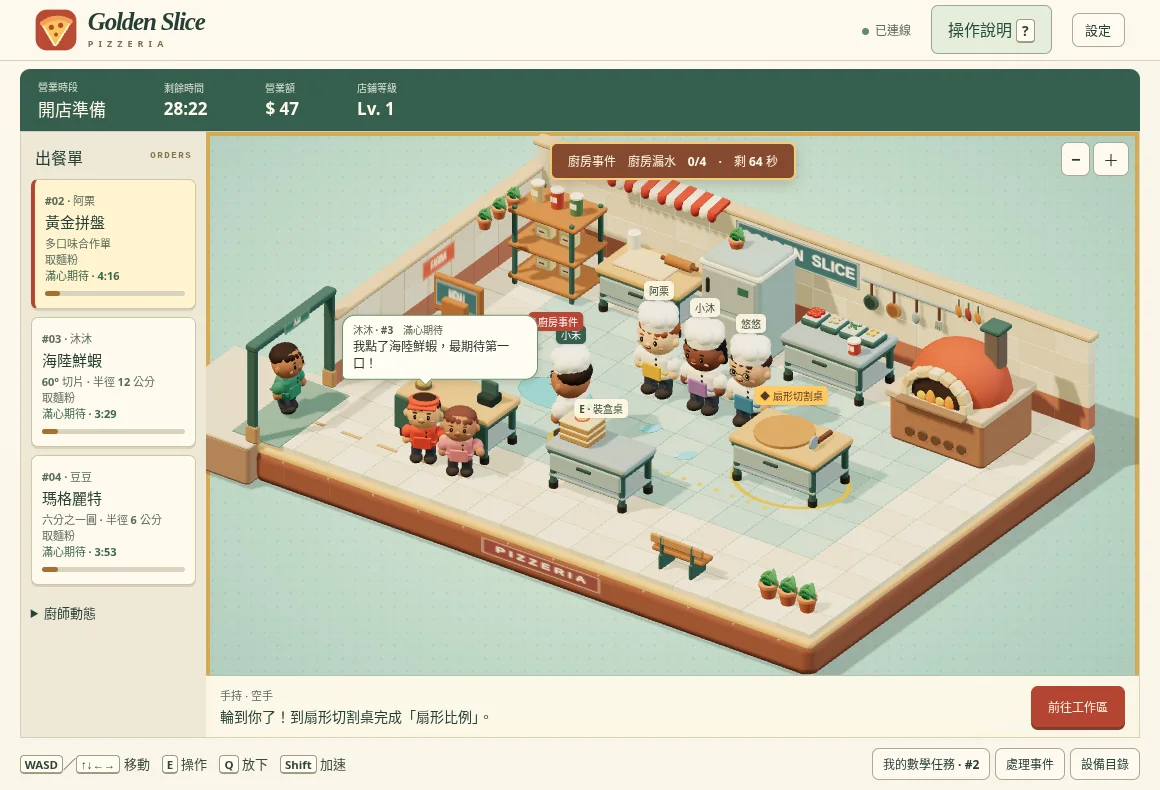 Golden Slice
PIZZERIA
已連線
操作說明 ?
設定
營業時段
開店準備
剩餘時間
28:22
營業額
$ 47
店鋪等級
Lv. 1
出餐單
ORDERS
#02 · 阿栗
黃金拼盤
多口味合作單
取麵粉
滿心期待 · 4:16
#03 · 沐沐
海陸鮮蝦
60° 切片 · 半徑 12 公分
取麵粉
滿心期待 · 3:29
#04 · 豆豆
瑪格麗特
六分之一圓 · 半徑 6 公分
取麵粉
滿心期待 · 3:53
▶ 廚師動態
廚房事件 廚房漏水 0/4 · 剩 64 秒
−
+
SLICE
阿栗
小沐
悠悠
廚房事件
小禾
沐沐 · #3 滿心期待
我點了海陸鮮蝦，最期待第一
口！
E · 裝盒桌
◆ 扇形切割桌
PIZZERIA
手持 · 空手
輪到你了！到扇形切割桌完成「扇形比例」。
前往工作區
WASD / ↑↓←→ 移動 E 操作 Q 放下 Shift 加速
我的數學任務 · #2
處理事件
設備目錄